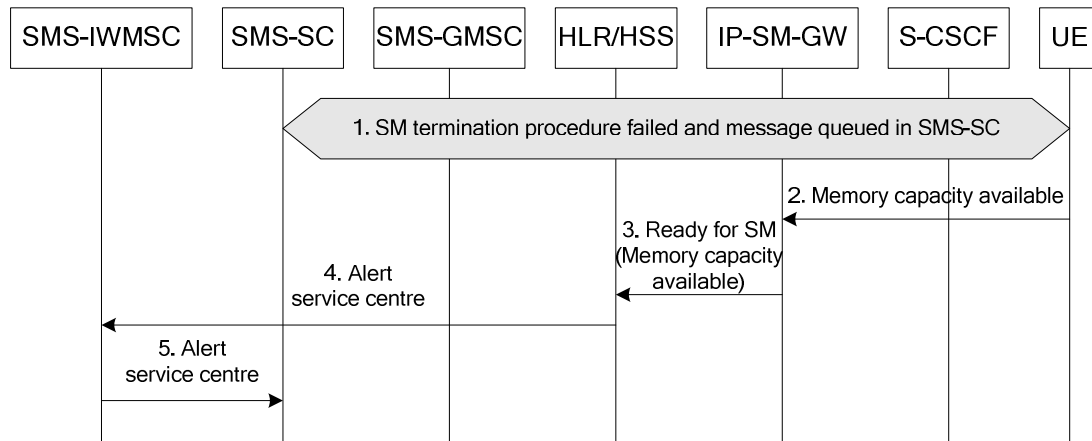 SMS-IWMSC
SMS-SC
SMS-GMSC
HLR/HSS
IP-SM-GW
S-CSCF
UE
1. SM termination procedure failed and message queued in SMS-SC
2. Memory capacity available
3. Ready for SM
(Memory capacity
available)
4. Alert
service centre
5. Alert
service centre